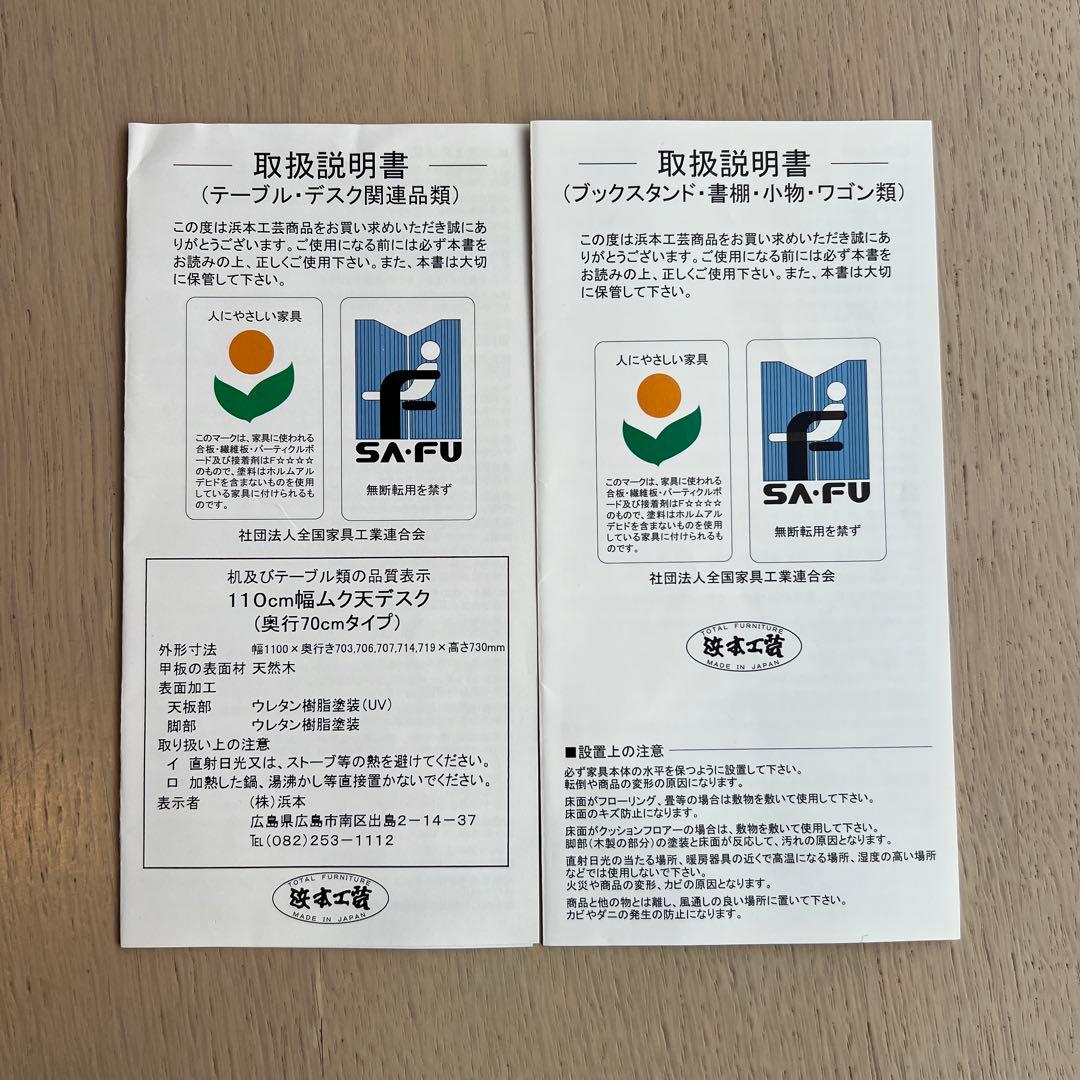 取扱説明書
(テーブル・デスク関連品類)
この度は浜本工芸商品をお買い求めいただき誠にあ
りがとうございます。ご使用になる前には必ず本書を
お読みの上、正しくご使用下さい。また、本書は大切
に保管して下さい。
人にやさしい家具
このマークは、家具に使われる
合板・繊維板・パーティクルボ
ード及び接着剤はF☆☆☆☆
のもので、塗料はホルムアル
デヒドを含まないものを使用
している家具に付けられるも
のです。
F
SA・FU
無断転用を禁ず
社団法人全国家具工業連合会
机及びテーブル類の品質表示
110cm幅ムク天デスク
(奥行70cmタイプ)
外形寸法 幅1100×奥行き703,706,707,714,719×高さ730mm
甲板の表面材 天然木
表面加工
天板部 ウレタン樹脂塗装(UV)
脚部 ウレタン樹脂塗装
取り扱い上の注意
イ 直射日光又は、ストーブ等の熱を避けてください。
ロ 加熱した鍋、湯沸かし等直接置かないでください。
表示者 (株)浜本
広島県広島市南区出島2-14-37
TEL(082)253-1112
TOTAL FURNITURE
浜本工芸
MADE IN JAPAN
取扱説明書
(ブックスタンド・書棚・小物・ワゴン類)
この度は浜本工芸商品をお買い求めいただき誠にあ
りがとうございます。ご使用になる前には必ず本書を
お読みの上、正しくご使用下さい。また、本書は大切
に保管して下さい。
人にやさしい家具
このマークは、家具に使われる
合板・繊維板・パーティクルボ
ード及び接着剤はF☆☆☆☆
のもので、塗料はホルムアル
デヒドを含まないものを使用
している家具に付けられるも
のです。
F
SA・FU
無断転用を禁ず
社団法人全国家具工業連合会
TOTAL FURNITURE
浜本工芸
MADE IN JAPAN
■設置上の注意
必ず家具本体の水平を保つように設置して下さい。
転倒や商品の変形の原因になります。
床面がフローリング、畳等の場合は敷物を敷いて使用して下さい。
床面のキズ防止になります。
床面がクッションフロアーの場合は、敷物を敷いて使用して下さい。
脚部(木製の部分)の塗装と床面が反応して、汚れの原因となります。
直射日光の当たる場所、暖房器具の近くで高温になる場所、湿度の高い場所
などでは使用しないで下さい。
火災や商品の変形、カビの原因となります。
商品と他の物とは離し、風通しの良い場所に置いて下さい。
カビやダニの発生の防止になります。